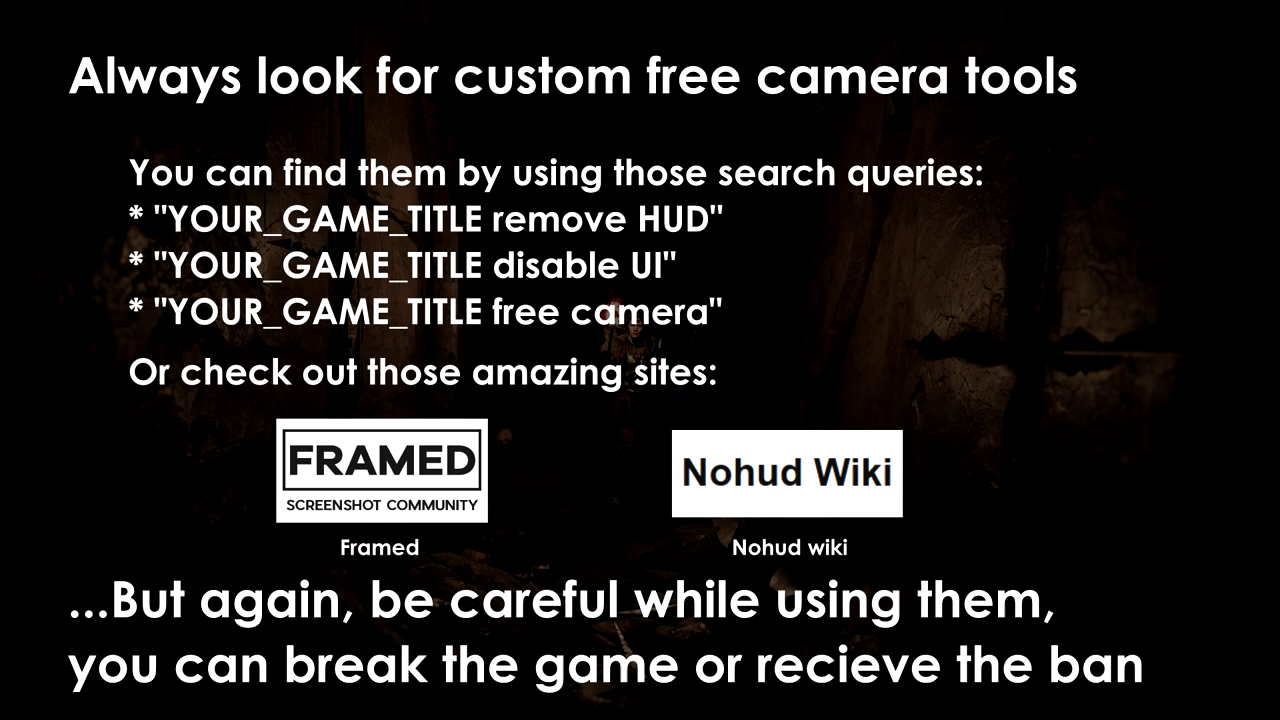 Always look for custom free camera tools
You can find them by using those search queries:
* "YOUR_GAME_TITLE remove HUD"
* "YOUR_GAME_TITLE disable UI"
* "YOUR_GAME_TITLE free camera"
Or check out those amazing sites:
FRAMED
SCREENSHOT COMMUNITY
Nohud Wiki
Framed
Nohud wiki
...But again, be careful while using them,
you can break the game or recieve the ban